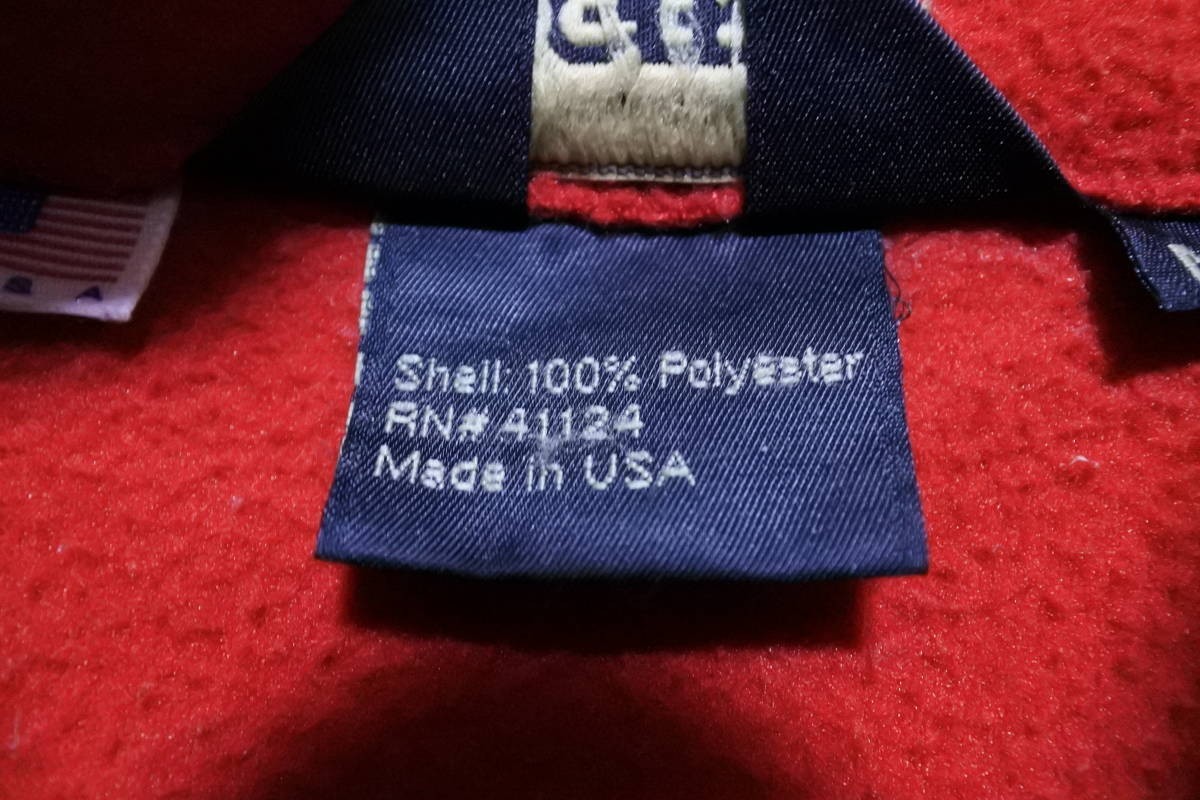 Shell: 100% Polyester
RN# 41124
Made in USA
S A